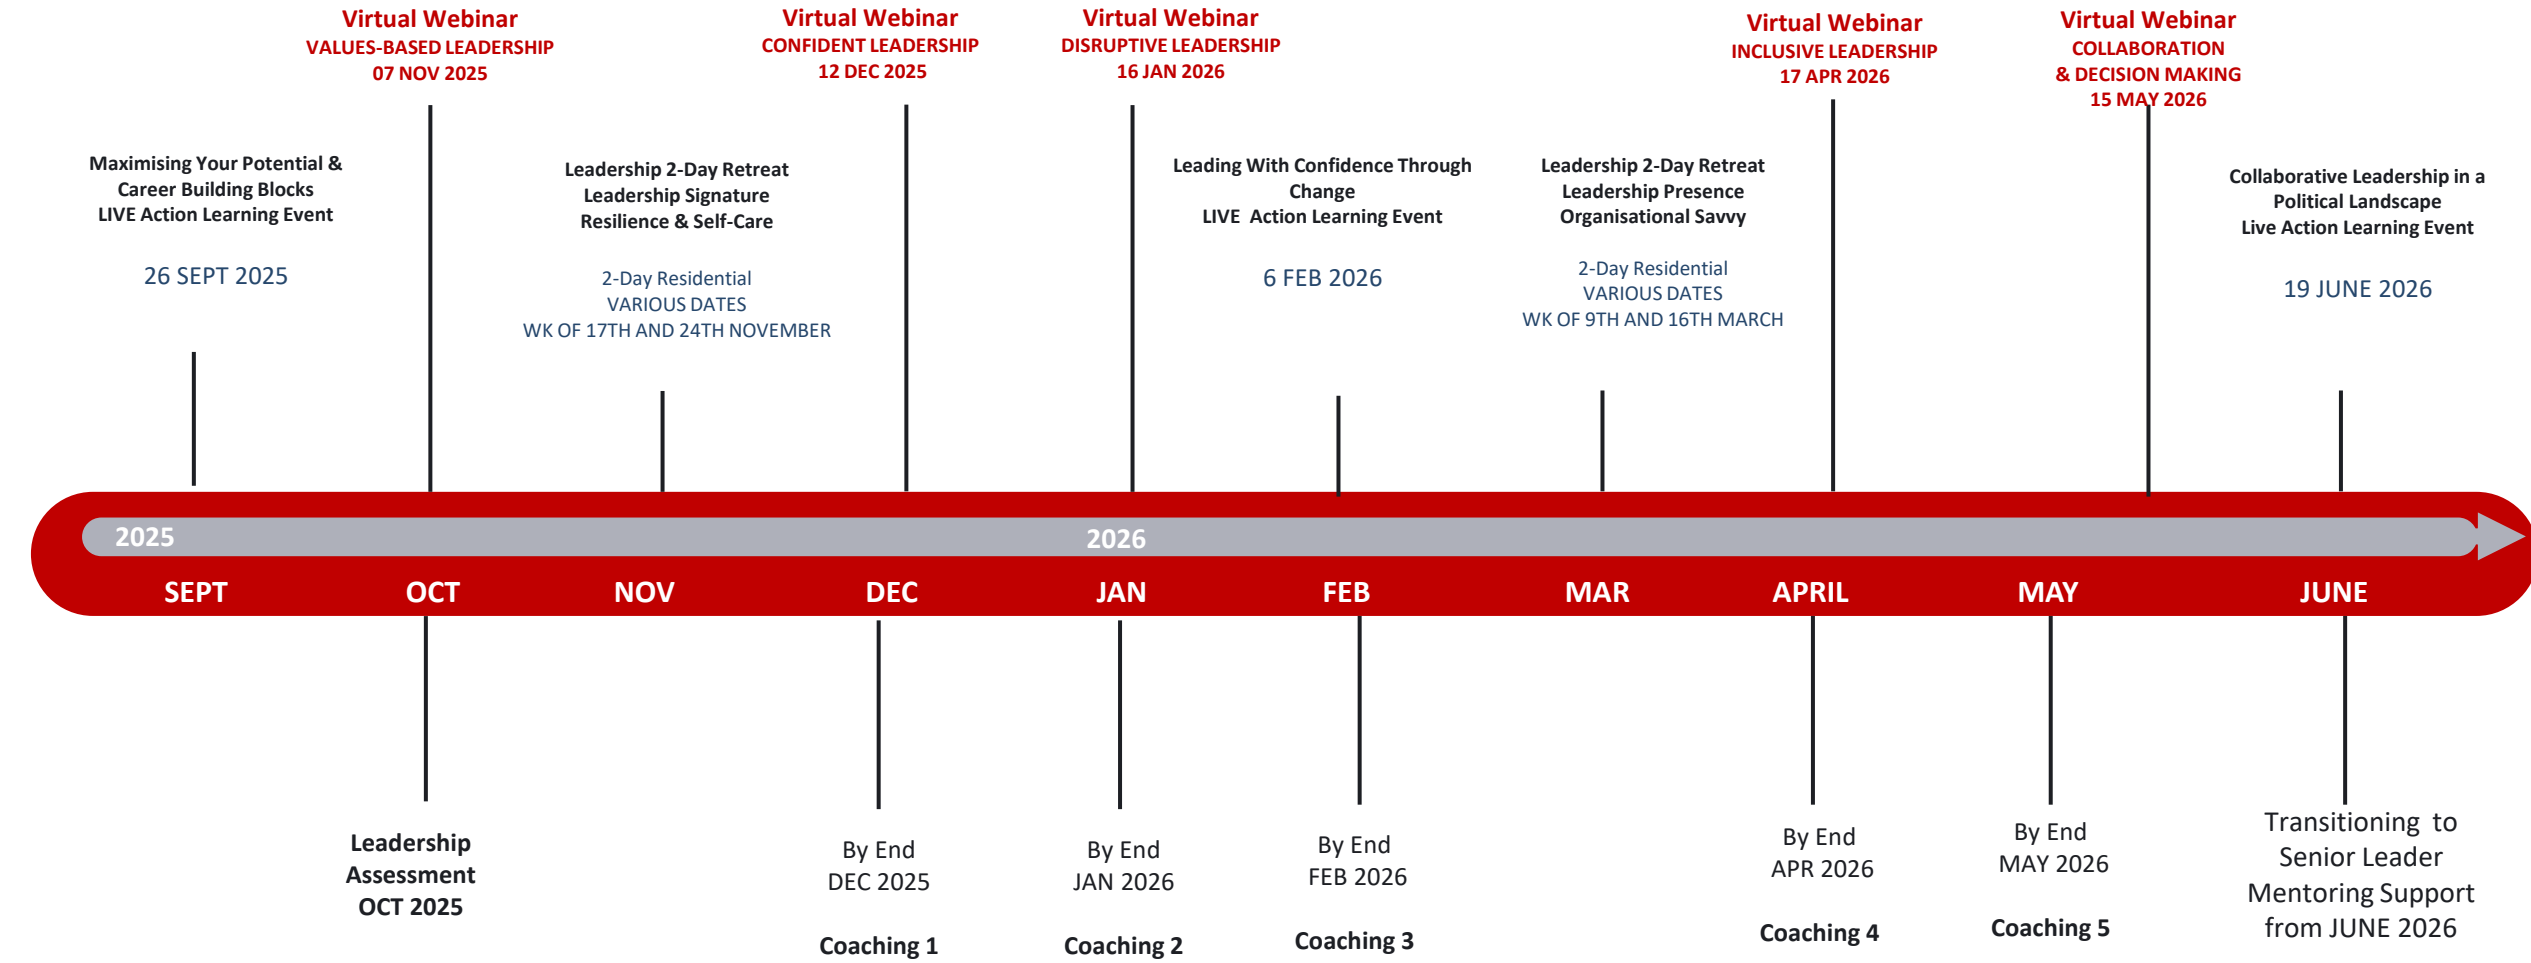 Virtual Webinar
VALUES-BASED LEADERSHIP
07 NOV 2025
Virtual Webinar
CONFIDENT LEADERSHIP
12 DEC 2025
Virtual Webinar
DISRUPTIVE LEADERSHIP
16 JAN 2026
Virtual Webinar
INCLUSIVE LEADERSHIP
17 APR 2026
Virtual Webinar
COLLABORATION
& DECISION MAKING
15 MAY 2026
Maximising Your Potential &
Career Building Blocks
LIVE Action Learning Event
26 SEPT 2025
Leadership 2-Day Retreat
Leadership Signature
Resilience & Self-Care
2-Day Residential
VARIOUS DATES
WK OF 17TH AND 24TH NOVEMBER
Leading With Confidence Through
Change
LIVE Action Learning Event
6 FEB 2026
Leadership 2-Day Retreat
Leadership Presence
Organisational Savvy
2-Day Residential
VARIOUS DATES
WK OF 9TH AND 16TH MARCH
Collaborative Leadership in a
Political Landscape
Live Action Learning Event
19 JUNE 2026
2025
2026
SEPT
OCT
NOV
DEC
JAN
FEB
MAR
APRIL
MAY
JUNE
Leadership
Assessment
OCT 2025
By End
DEC 2025
Coaching 1
By End
JAN 2026
Coaching 2
By End
FEB 2026
Coaching 3
By End
APR 2026
Coaching 4
By End
MAY 2026
Coaching 5
Transitioning to
Senior Leader
Mentoring Support
from JUNE 2026